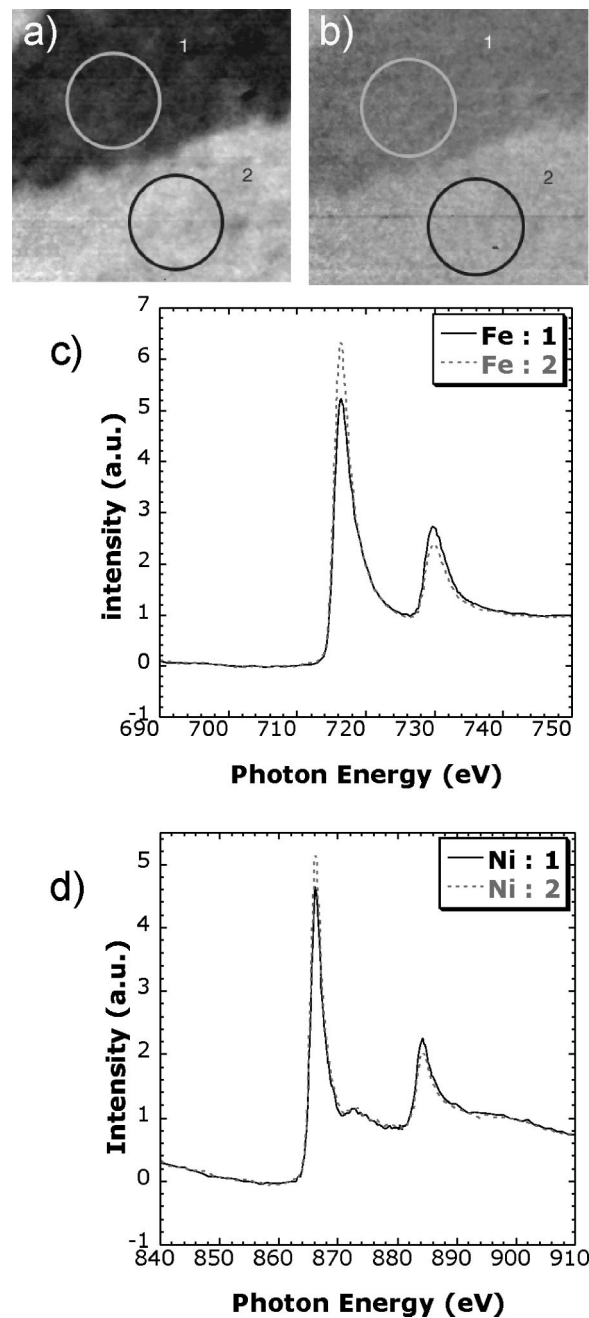 a)
1
2
b)
1
2
c)
7
6
5
4
3
2
1
0
-1
intensity (a.u.)
Fe : 1
Fe : 2
690 700 710 720 730 740 750
Photon Energy (eV)
d)
5
4
3
2
1
0
-1
Intensity (a.u.)
Ni : 1
Ni : 2
840 850 860 870 880 890 900 910
Photon Energy (eV)